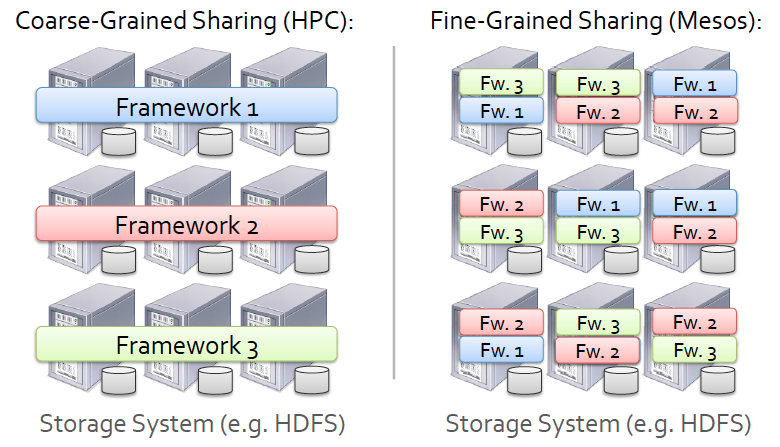 Coarse-Grained Sharing (HPC):
Framework 1
Framework 2
Framework 3
Storage System (e.g. HDFS)
Fine-Grained Sharing (Mesos):
Fw. 3
Fw. 1
Fw. 3
Fw. 2
Fw. 1
Fw. 2
Fw. 2
Fw. 3
Fw. 1
Fw. 3
Fw. 1
Fw. 2
Fw. 2
Fw. 1
Fw. 3
Fw. 2
Fw. 2
Fw. 3
Storage System (e.g. HDFS)